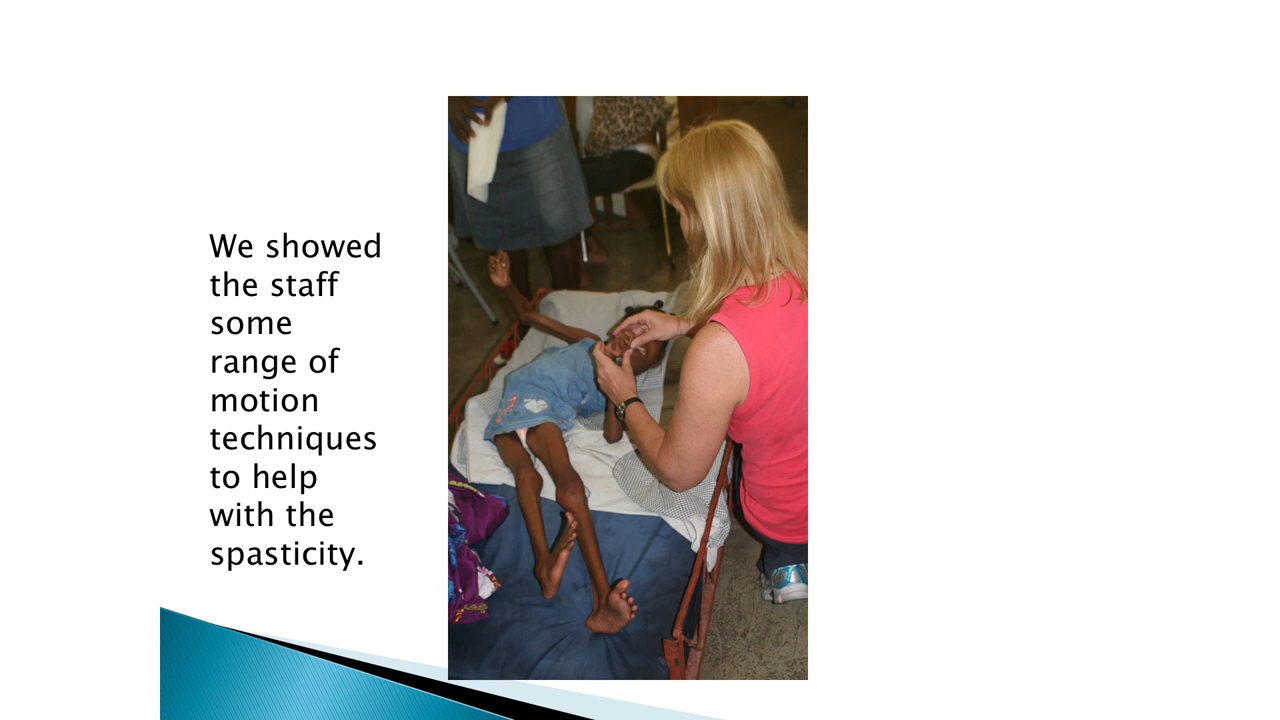 We showed
the staff
some
range of
motion
techniques
to help
with the
spasticity.